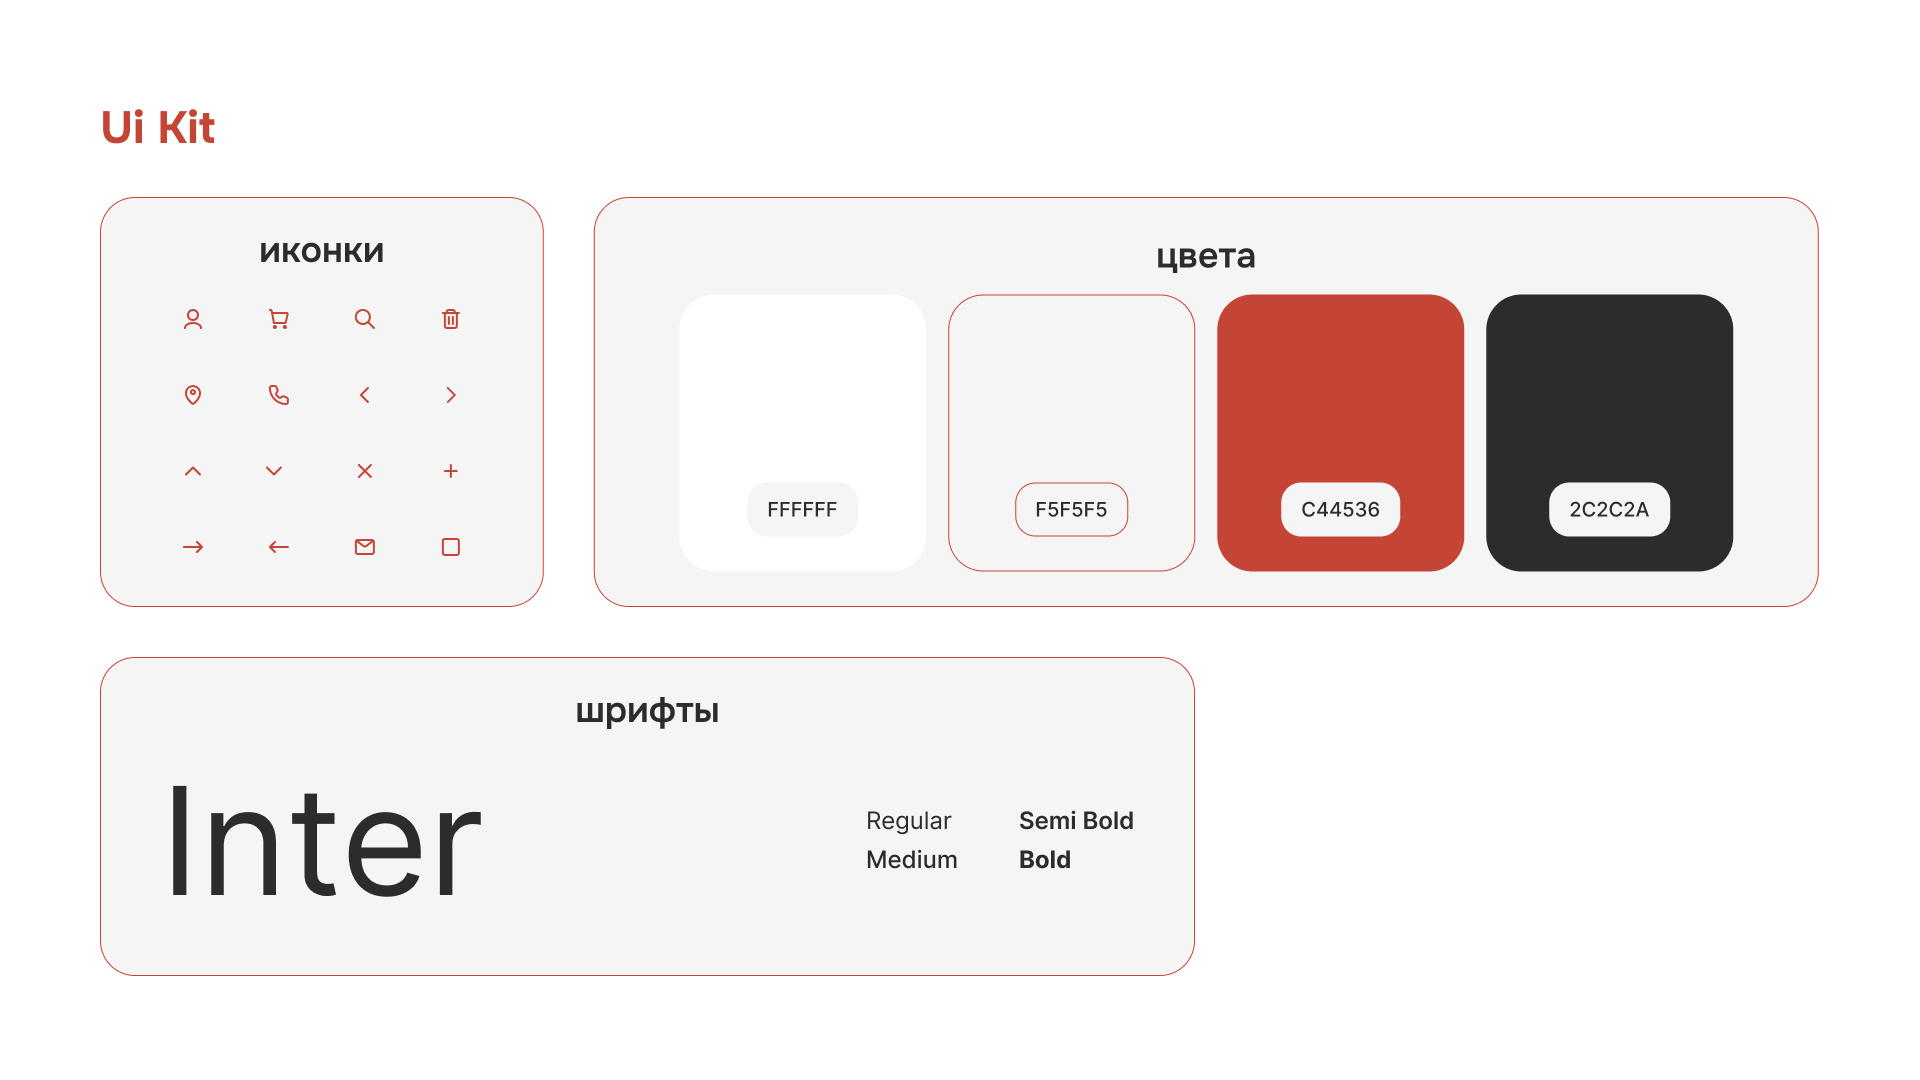 Ui Kit
иконки
цвета
FFFFFF
F5F5F5
C44536
2C2C2A
шрифты
Inter
Regular
Semi Bold
Medium
Bold